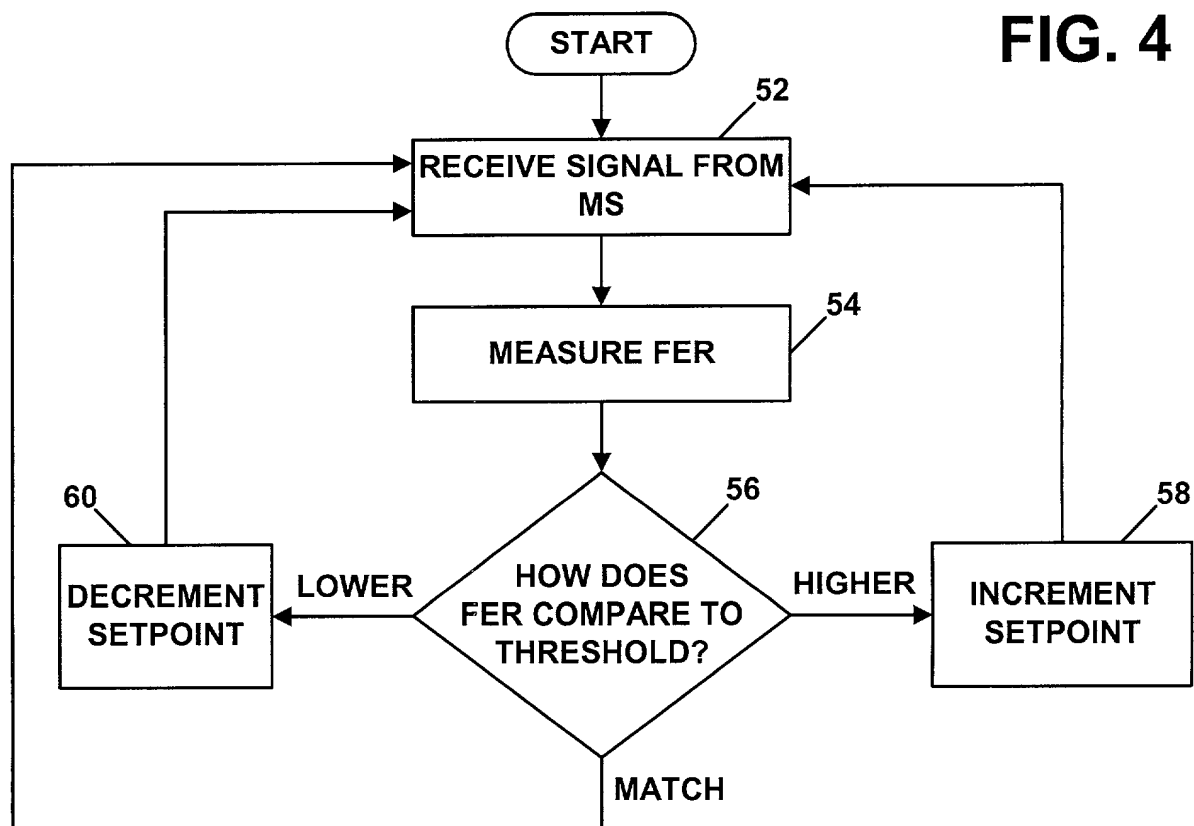 FIG. 4
START
52
RECEIVE SIGNAL FROM
MS
54
MEASURE FER
56
HOW DOES
FER COMPARE TO
THRESHOLD?
60
LOWER
DECREMENT
SETPOINT
58
HIGHER
INCREMENT
SETPOINT
MATCH